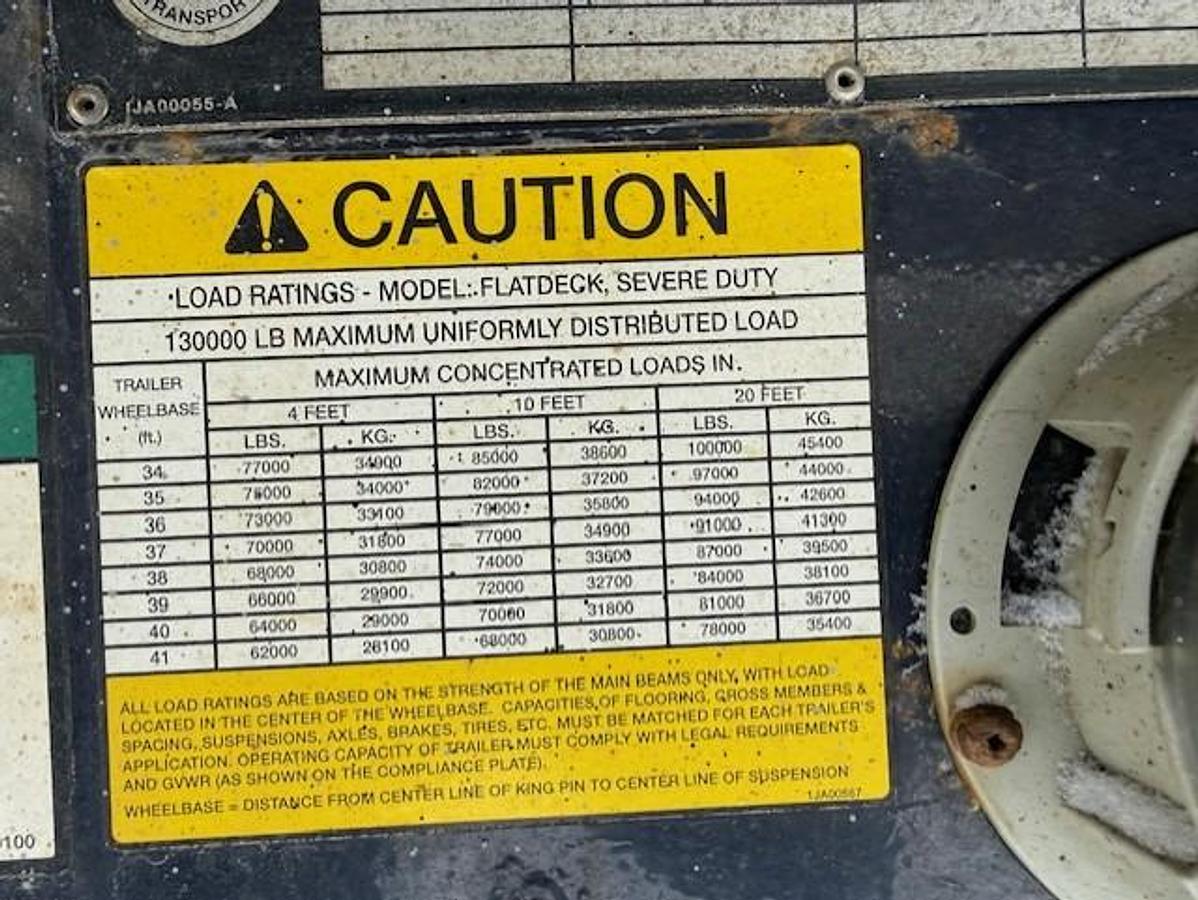 TRANSPORT
1JA00055-A
CAUTION
LOAD RATINGS - MODEL: FLATDECK, SEVERE DUTY
130000 LB MAXIMUM UNIFORMLY DISTRIBUTED LOAD
TRAILER WHEELBASE (ft.)
MAXIMUM CONCENTRATED LOADS IN.
4 FEET 10 FEET 20 FEET
LBS. KG. LBS. KG. LBS. KG.
34 77000 34900 85000 38600 100000 45400
35 75000 34000 82000 37200 97000 44000
36 73000 33100 79000 35800 94000 42600
37 70000 31800 77000 34900 91000 41300
38 68000 30800 74000 33600 87000 39500
39 66000 29900 72000 32700 84000 38100
40 64000 29000 70000 31800 81000 36700
41 62000 28100 68000 30800 78000 35400
ALL LOAD RATINGS ARE BASED ON THE STRENGTH OF THE MAIN BEAMS ONLY, WITH LOAD
LOCATED IN THE CENTER OF THE WHEELBASE. CAPACITIES OF FLOORING, CROSS MEMBERS &
SPACING, SUSPENSIONS, AXLES, BRAKES, TIRES, ETC. MUST BE MATCHED FOR EACH TRAILER'S
APPLICATION. OPERATING CAPACITY OF TRAILER MUST COMPLY WITH LEGAL REQUIREMENTS
AND GVWR (AS SHOWN ON THE COMPLIANCE PLATE).
WHEELBASE = DISTANCE FROM CENTER LINE OF KING PIN TO CENTER LINE OF SUSPENSION
1JA00567